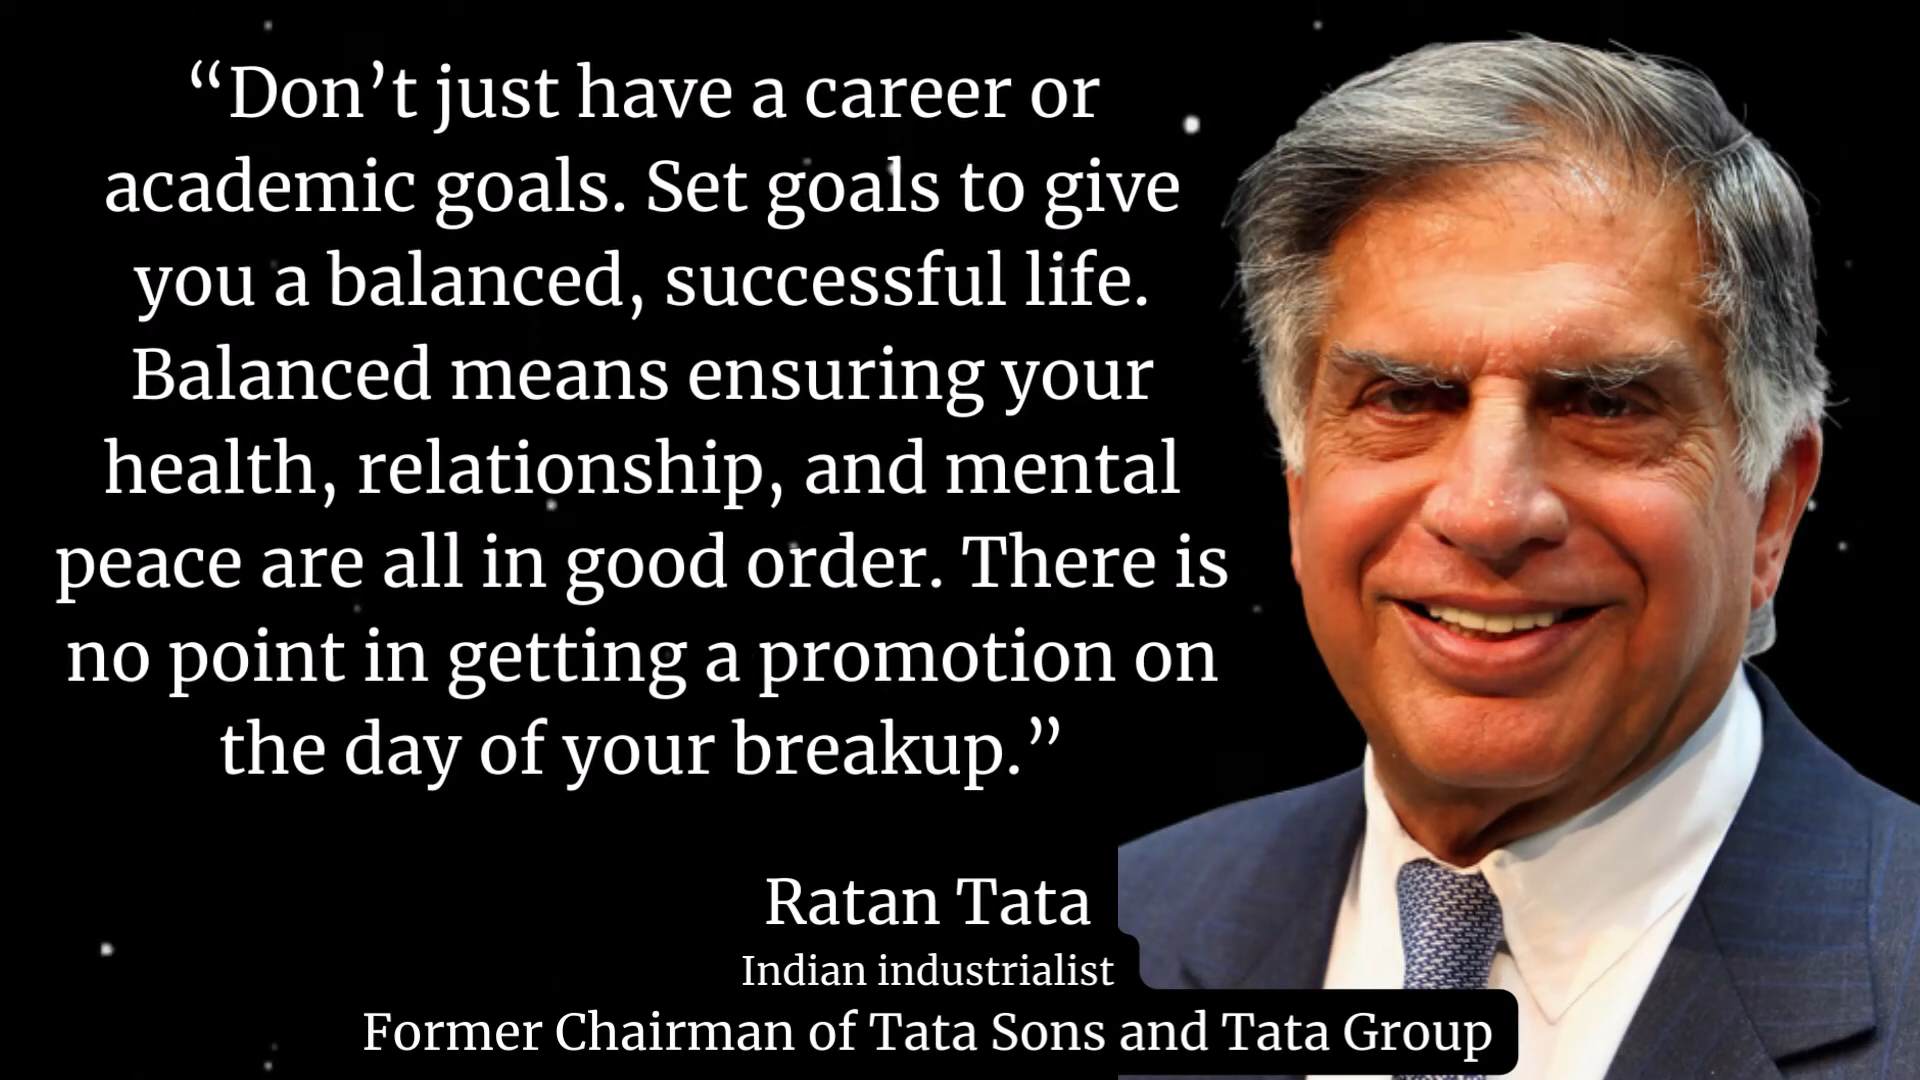 “Don’t just have a career or
academic goals. Set goals to give
you a balanced, successful life.
Balanced means ensuring your
health, relationship, and mental
peace are all in good order. There is
no point in getting a promotion on
the day of your breakup.”
Ratan Tata
Indian industrialist
Former Chairman of Tata Sons and Tata Group